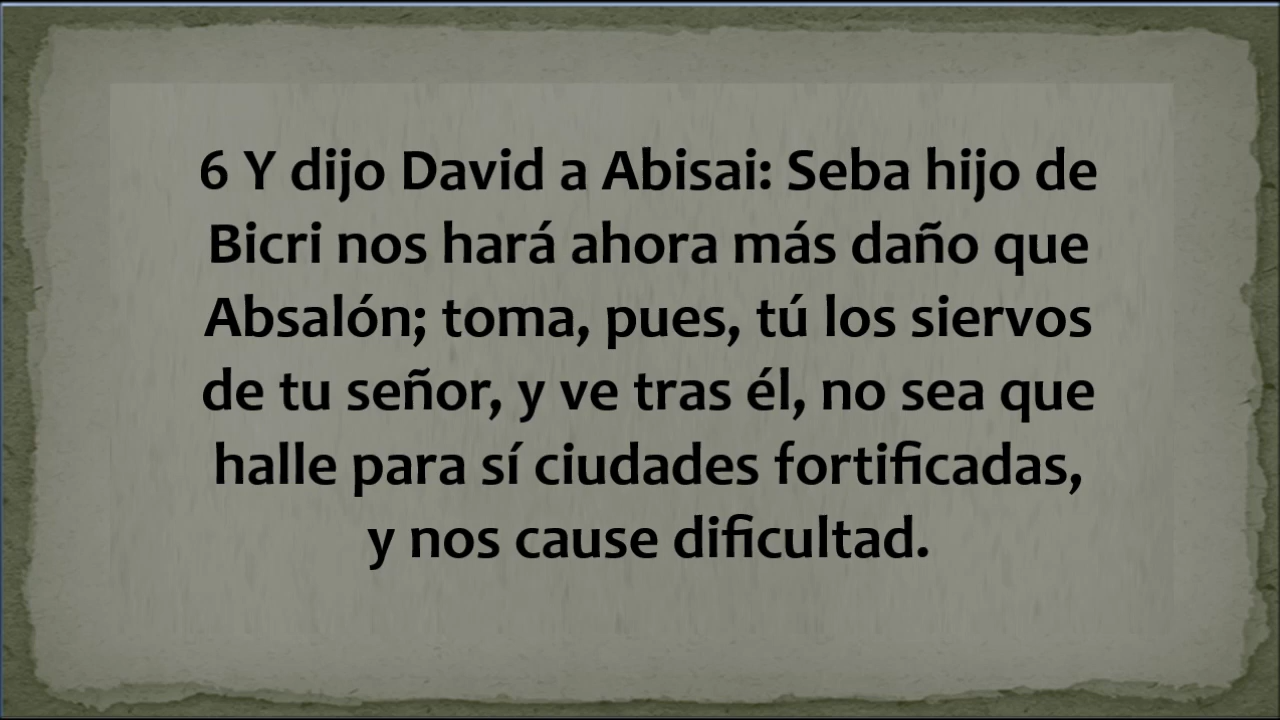 6 Y dijo David a Abisai: Seba hijo de
Bicri nos hará ahora más daño que
Absalón; toma, pues, tú los siervos
de tu señor, y ve tras él, no sea que
halle para sí ciudades fortificadas,
y nos cause dificultad.